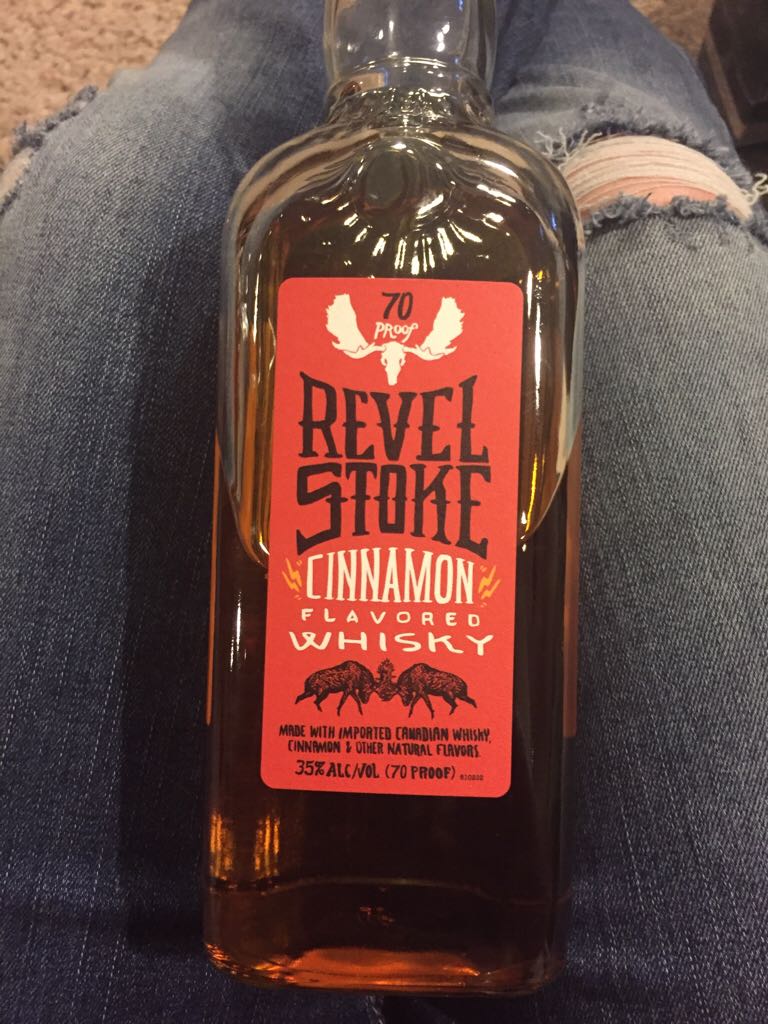 70
PROOF
REVEL
STOKE
CINNAMON
FLAVORED
WHISKY
MADE WITH IMPORTED CANADIAN WHISKY,
CINNAMON & OTHER NATURAL FLAVORS.
35% ALC/VOL (70 PROOF)